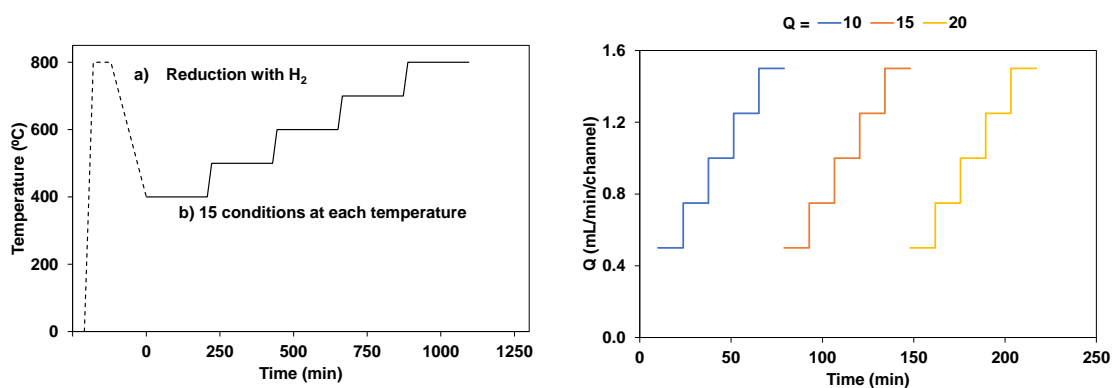 Temperature (ºC)
800
600
400
200
0
a) Reduction with H₂
b) 15 conditions at each temperature
0 250 500 750 1000 1250
Time (min)
Q = 10 15 20
Q (mL/min/channel)
1.6
1.2
0.8
0.4
0.0
0 50 100 150 200 250
Time (min)